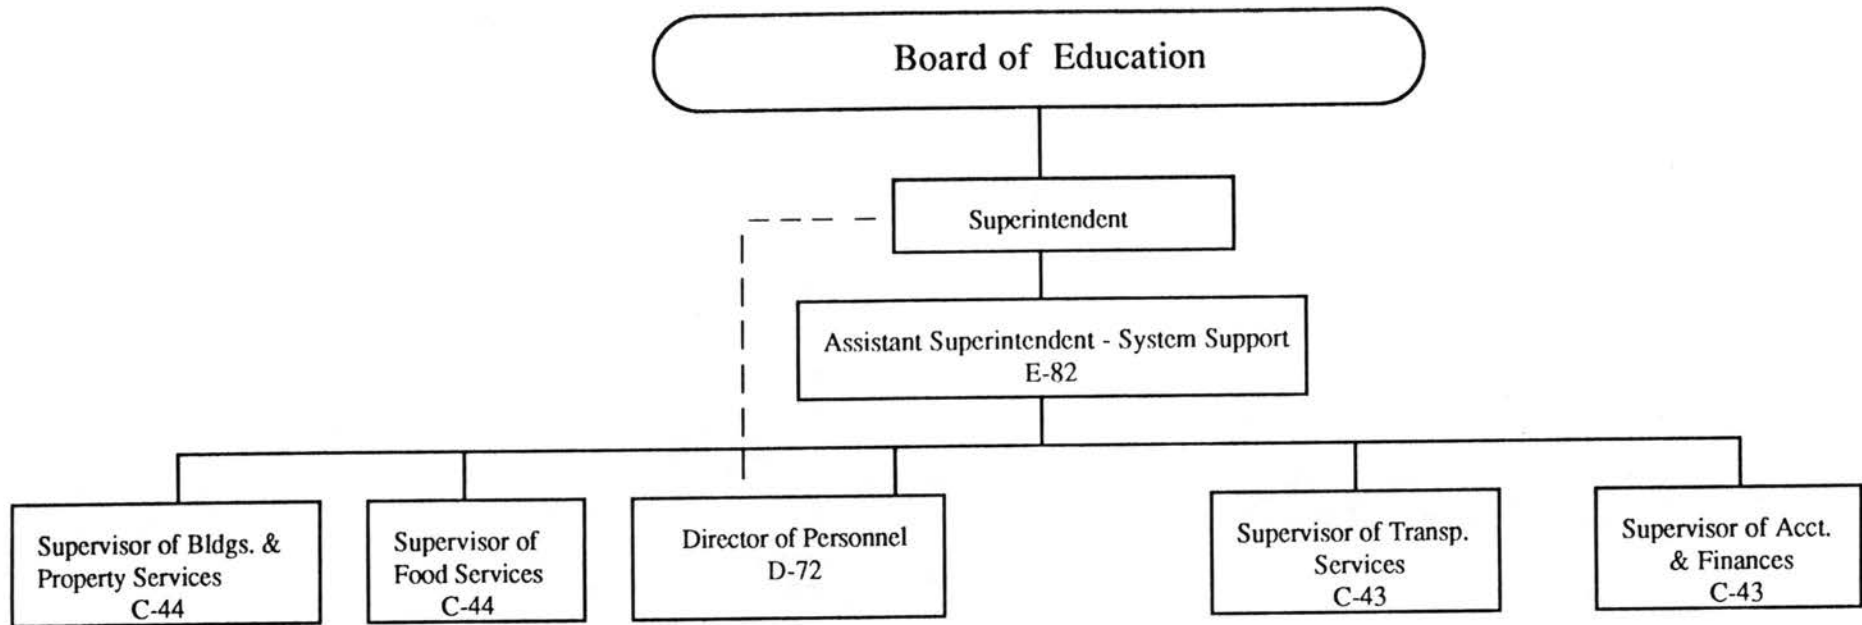 Board of Education
Superintendent
Assistant Superintendent - System Support
E-82
Supervisor of Bldgs. &
Property Services
C-44
Supervisor of
Food Services
C-44
Director of Personnel
D-72
Supervisor of Transp.
Services
C-43
Supervisor of Acct.
& Finances
C-43